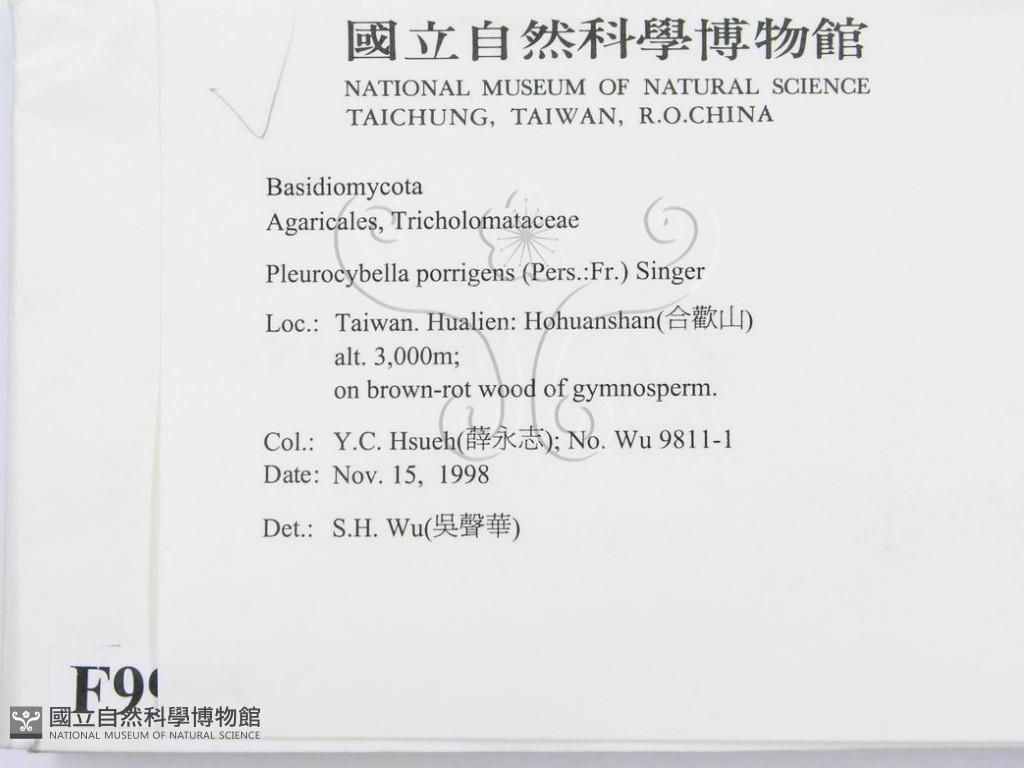 國立自然科學博物館
NATIONAL MUSEUM OF NATURAL SCIENCE
TAICHUNG, TAIWAN, R.O.CHINA
Basidiomycota
Agaricales, Tricholomataceae
Pleurocybella porrigens (Pers.:Fr.) Singer
Loc.: Taiwan. Hualien: Hohuanshan(合歡山)
alt. 3,000m;
on brown-rot wood of gymnosperm.
Col.: Y.C. Hsueh(薛永志); No. Wu 9811-1
Date: Nov. 15, 1998
Det.: S.H. Wu(吳聲華)
國立自然科學博物館
NATIONAL MUSEUM OF NATURAL SCIENCE